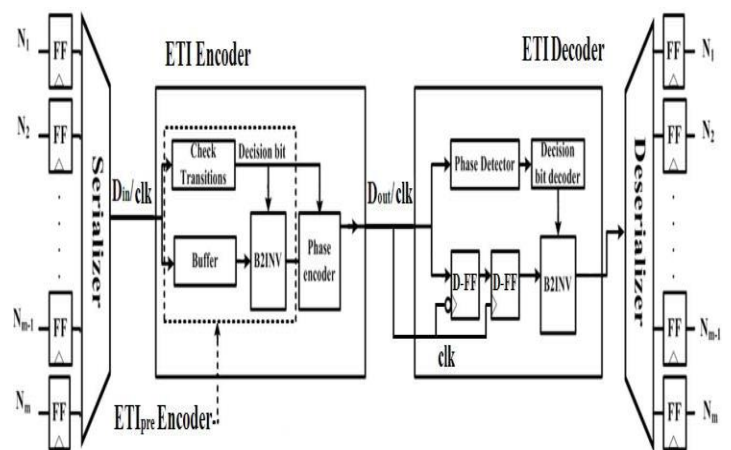 N1
FF
N2
FF
Nm-1
FF
Nm
FF
Serializer
Din/clk
ETI Encoder
Check
Transitions
Decision bit
Buffer
B2INV
Phase
encoder
ETIpre Encoder
Dout/clk
ETI Decoder
Phase Detector
Decision
bit decoder
D-FF
D-FF
B2INV
clk
Deserializer
FF
N1
FF
N2
FF
Nm-1
FF
Nm